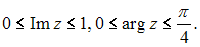 0 ≤ Im z ≤ 1, 0 ≤ arg z ≤ π/4.